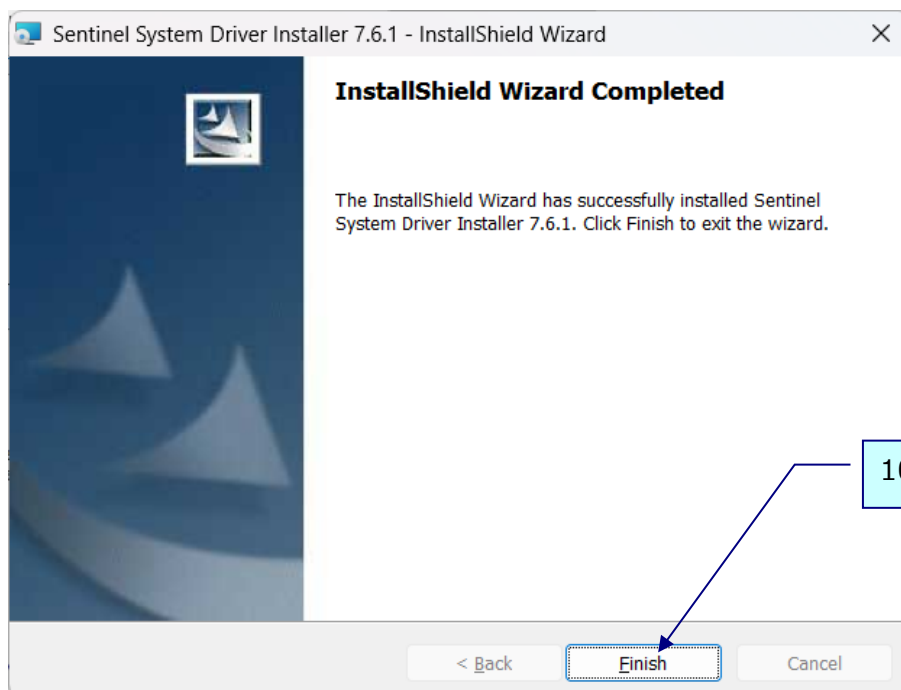 Sentinel System Driver Installer 7.6.1 - InstallShield Wizard
InstallShield Wizard Completed
The InstallShield Wizard has successfully installed Sentinel
System Driver Installer 7.6.1. Click Finish to exit the wizard.
< Back
Finish
Cancel